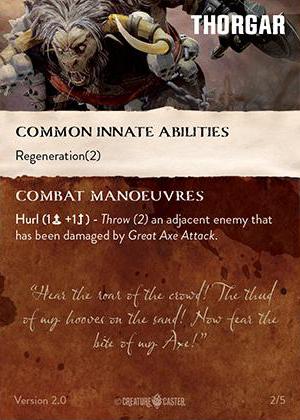 THORGAR
COMMON INNATE ABILITIES
Regeneration(2)
COMBAT MANOEUVRES
Hurl (1 +1) - Throw (2) an adjacent enemy that
has been damaged by Great Axe Attack.
"Hear the roar of the crowd! The thud
of my hooves on the sand! Now fear the
bite of my Axe!"
Version 2.0
© CREATURE CASTER
2/5